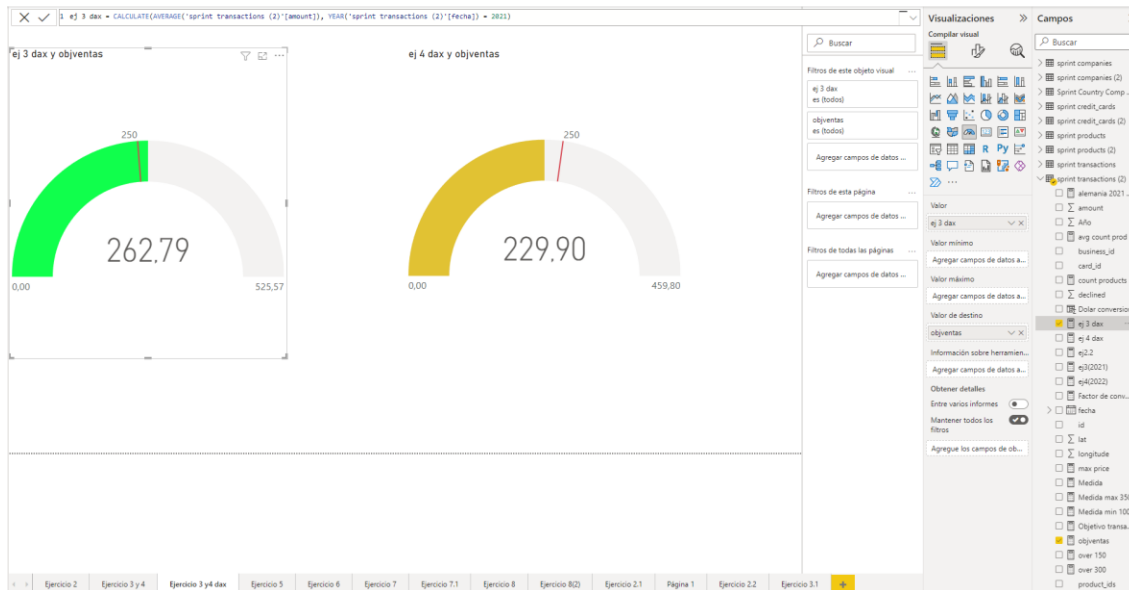 1 ej 3 dax = CALCULATE(AVERAGE('sprint transactions (2)'[amount]), YEAR('sprint transactions (2)'[fecha]) = 2021)
ej 3 dax y objventas
250
262,79
0,00
525,57
ej 4 dax y objventas
250
229,90
0,00
459,80
Buscar
Filtros de este objeto visual ...
ej 3 dax
es (todos)
objventas
es (todos)
Agregar campos de datos ...
Filtros de esta página ...
Agregar campos de datos ...
Filtros de todas las páginas ...
Agregar campos de datos ...
Visualizaciones
Compilar visual
R Py
...
Valor
ej 3 dax
Valor mínimo
Agregar campos de datos a...
Valor máximo
Agregar campos de datos a...
Valor de destino
objventas
Información sobre herramien...
Agregar campos de datos a...
Obtener detalles
Entre varios informes
Mantener todos los
filtros
Agregue los campos de ob...
Campos
Buscar
sprint companies
sprint companies (2)
Sprint Country Comp ...
sprint credit_cards
sprint credit_cards (2)
sprint products
sprint products (2)
sprint transactions
sprint transactions (2)
alemania 2021 ...
∑ amount
∑ Año
avg count prod
business_id
card_id
count products
∑ declined
Dolar conversion
ej 3 dax
ej 4 dax
ej2.2
ej3(2021)
ej4(2022)
Factor de conv...
fecha
id
∑ lat
∑ longitude
max price
Medida
Medida max 350
Medida min 100
Objetivo transa...
objventas
over 150
over 300
product_ids
Ejercicio 2
Ejercicio 3 y 4
Ejercicio 3 y4 dax
Ejercicio 5
Ejercicio 6
Ejercicio 7
Ejercicio 7.1
Ejercicio 8
Ejercicio 8(2)
Ejercicio 2.1
Página 1
Ejercicio 2.2
Ejercicio 3.1